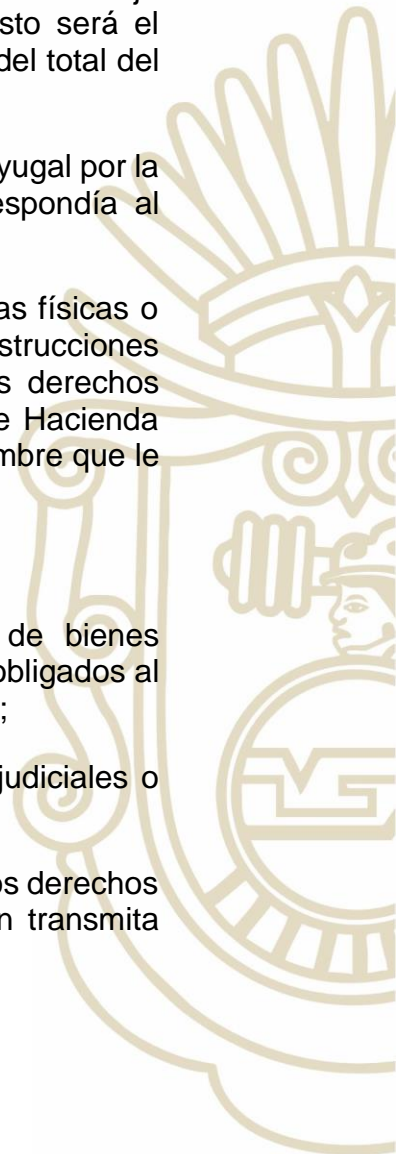 sto será el
del total del
yugal por la
espondía al
as físicas o
strucciones
s derechos
e Hacienda
mbre que le
de bienes
obligados al
;
judiciales o
os derechos
n transmita